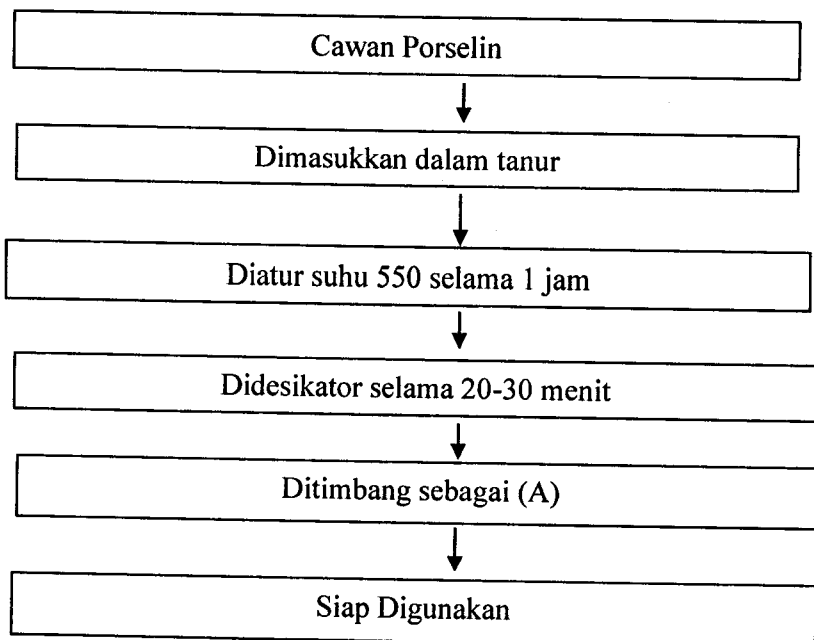 Cawan Porselin
Dimasukkan dalam tanur
Diatur suhu 550 selama 1 jam
Didesikator selama 20-30 menit
Ditimbang sebagai (A)
Siap Digunakan